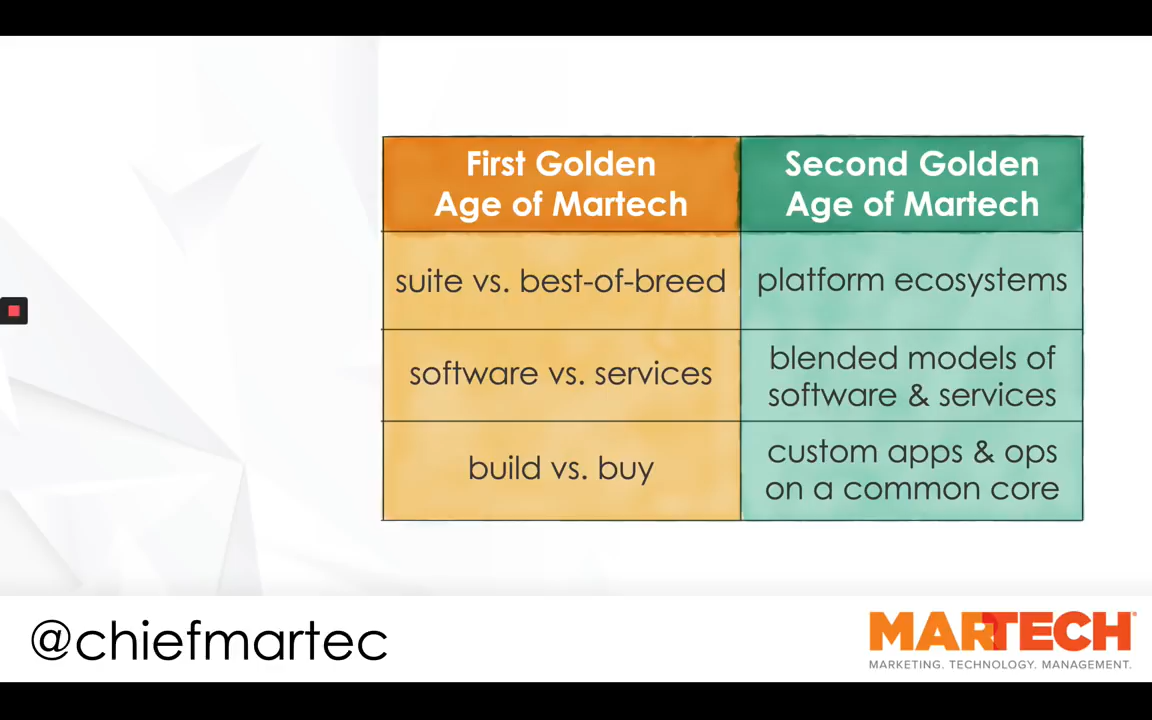 First Golden
Age of Martech
Second Golden
Age of Martech
suite vs. best-of-breed
platform ecosystems
software vs. services
blended models of
software & services
build vs. buy
custom apps & ops
on a common core
@chiefmartec
MARTECH®
MARKETING. TECHNOLOGY. MANAGEMENT.